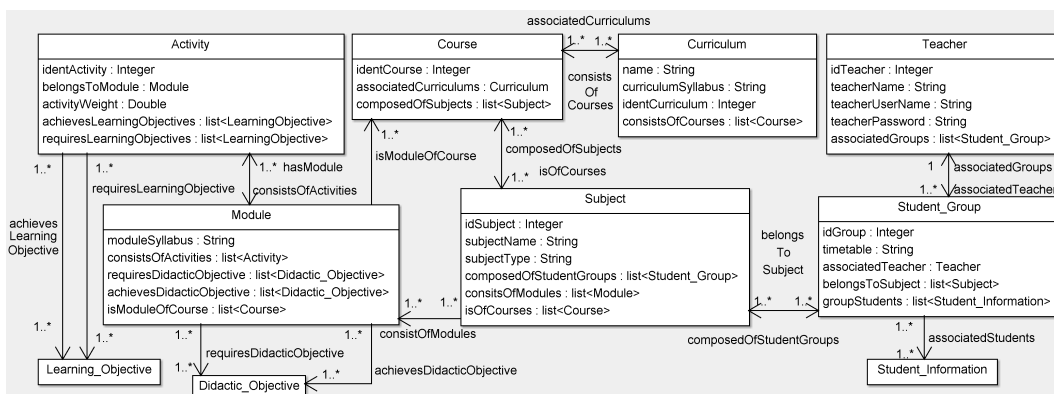 associatedCurriculums
Activity
identActivity : Integer
belongsToModule : Module
activityWeight : Double
achievesLearningObjectives : list<LearningObjective>
requiresLearningObjectives : list<LearningObjective>
Course
identCourse : Integer
associatedCurriculums : Curriculum
composedOfSubjects : list<Subject>
1..*
1..*
consists
Of
Courses
Curriculum
name : String
curriculumSyllabus : String
identCurriculum : Integer
consistsOfCourses : list<Course>
Teacher
idTeacher : Integer
teacherName : String
teacherUserName : String
teacherPassword : String
associatedGroups : list<Student_Group>
1..*
1..*
1..* hasModule
requiresLearningObjective
consistsOfActivities
1..*
isModuleOfCourse
1..*
composedOfSubjects
isOfCourses
1..*
1
associatedGroups
1..*
associatedTeacher
achieves
Learning
Objective
Module
moduleSyllabus : String
consistsOfActivities : list<Activity>
requiresDidacticObjective : list<Didactic_Objective>
achievesDidacticObjective : list<Didactic_Objective>
isModuleOfCourse : list<Course>
Subject
idSubject : Integer
subjectName : String
subjectType : String
composedOfStudentGroups : list<Student_Group>
consitsOfModules : list<Module>
isOfCourses : list<Course>
belongs
To
Subject
Student_Group
idGroup : Integer
timetable : String
associatedTeacher : Teacher
belongsToSubject : list<Subject>
groupStudents : list<Student_Information>
1..*
1..*
consistOfModules
1..*
1..*
composedOfStudentGroups
1..*
1..*
1..*
1..*
requiresDidacticObjective
1..*
1..*
achievesDidacticObjective
1..*
1..*
associatedStudents
1..*
Learning_Objective
Didactic_Objective
Student_Information